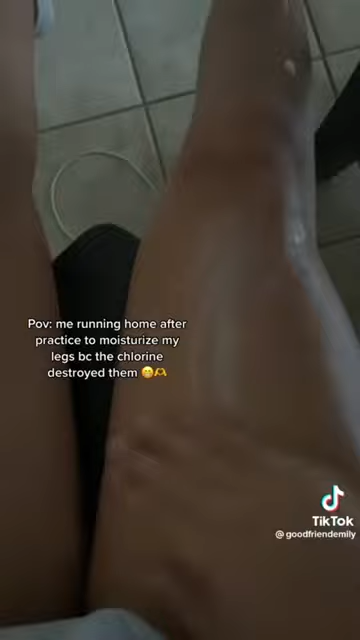 Pov: me running home after
practice to moisturize my
legs bc the chlorine
destroyed them 🤭🫶
TikTok
@ goodfriendemily